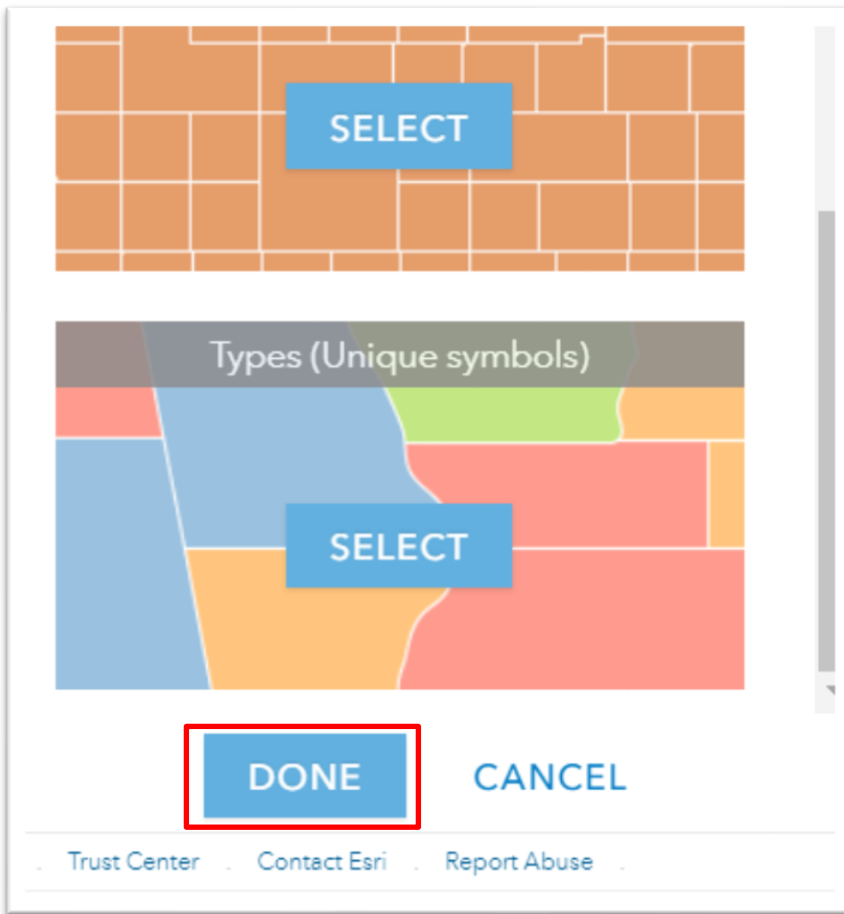 SELECT
Types (Unique symbols)
SELECT
DONE CANCEL
. Trust Center . Contact Esri . Report Abuse .